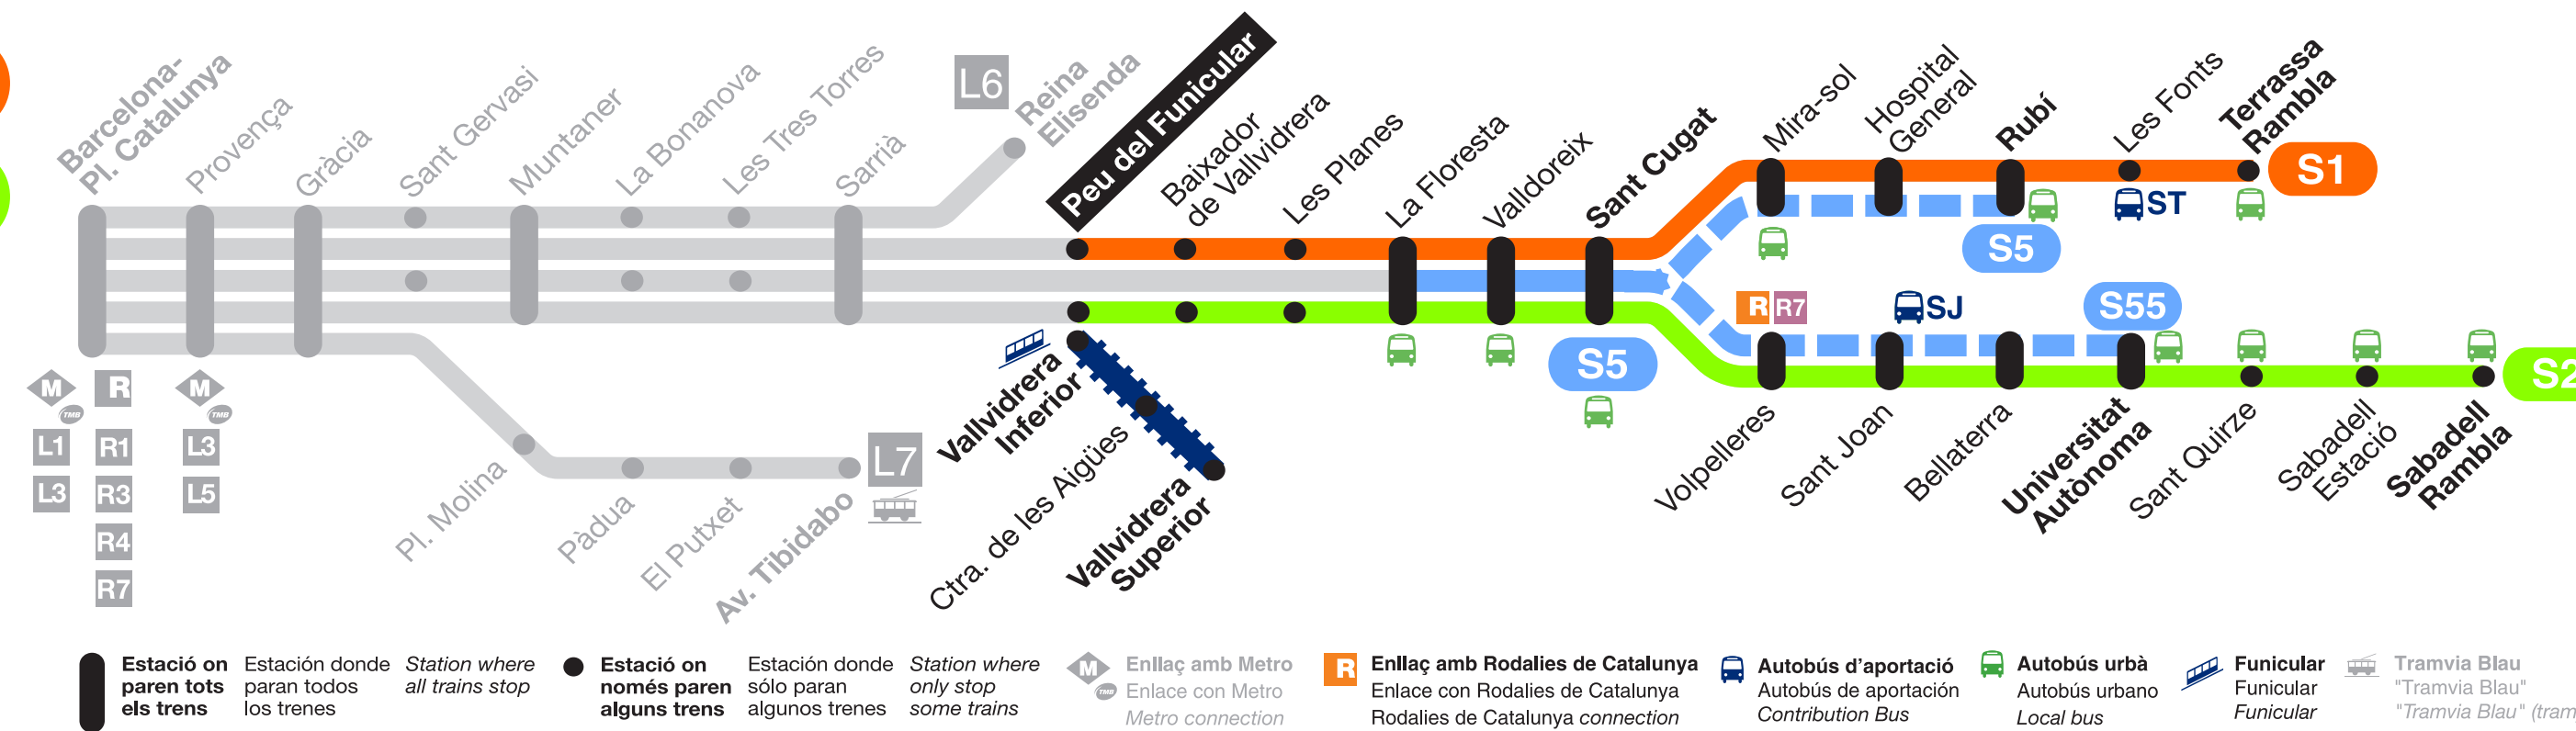 Barcelona-
Pl. Catalunya
Provença
Gràcia
Sant Gervasi
Muntaner
La Bonanova
Les Tres Torres
Sarrià
L6
Reina
Elisenda
Peu del Funicular
Baixador
de Vallvidrera
Les Planes
La Floresta
Valldoreix
Sant Cugat
Mira-sol
Hospital
General
Rubí
Les Fonts
Terrassa
Rambla
S1
ST
S5
S5
R R7
SJ
S55
S2
M
TMB
L1
L3
R
R1
R3
R4
R7
M
TMB
L3
L5
Pl. Molina
Pàdua
El Putxet
Av. Tibidabo
L7
Vallvidrera
Inferior
Ctra. de les Aigües
Vallvidrera
Superior
Volpelleres
Sant Joan
Bellaterra
Universitat
Autònoma
Sant Quirze
Sabadell
Estació
Sabadell
Rambla
Estació on
paren tots
els trens
Estación donde
paran todos
los trenes
Station where
all trains stop
Estació on
només paren
alguns trens
Estación donde
sólo paran
algunos trenes
Station where
only stop
some trains
M
TMB
Enllaç amb Metro
Enlace con Metro
Metro connection
R
Enllaç amb Rodalies de Catalunya
Enlace con Rodalies de Catalunya
Rodalies de Catalunya connection
Autobús d'aportació
Autobús de aportación
Contribution Bus
Autobús urbà
Autobús urbano
Local bus
Funicular
Funicular
Funicular
Tramvia Blau
"Tramvia Blau"
"Tramvia Blau" (tram